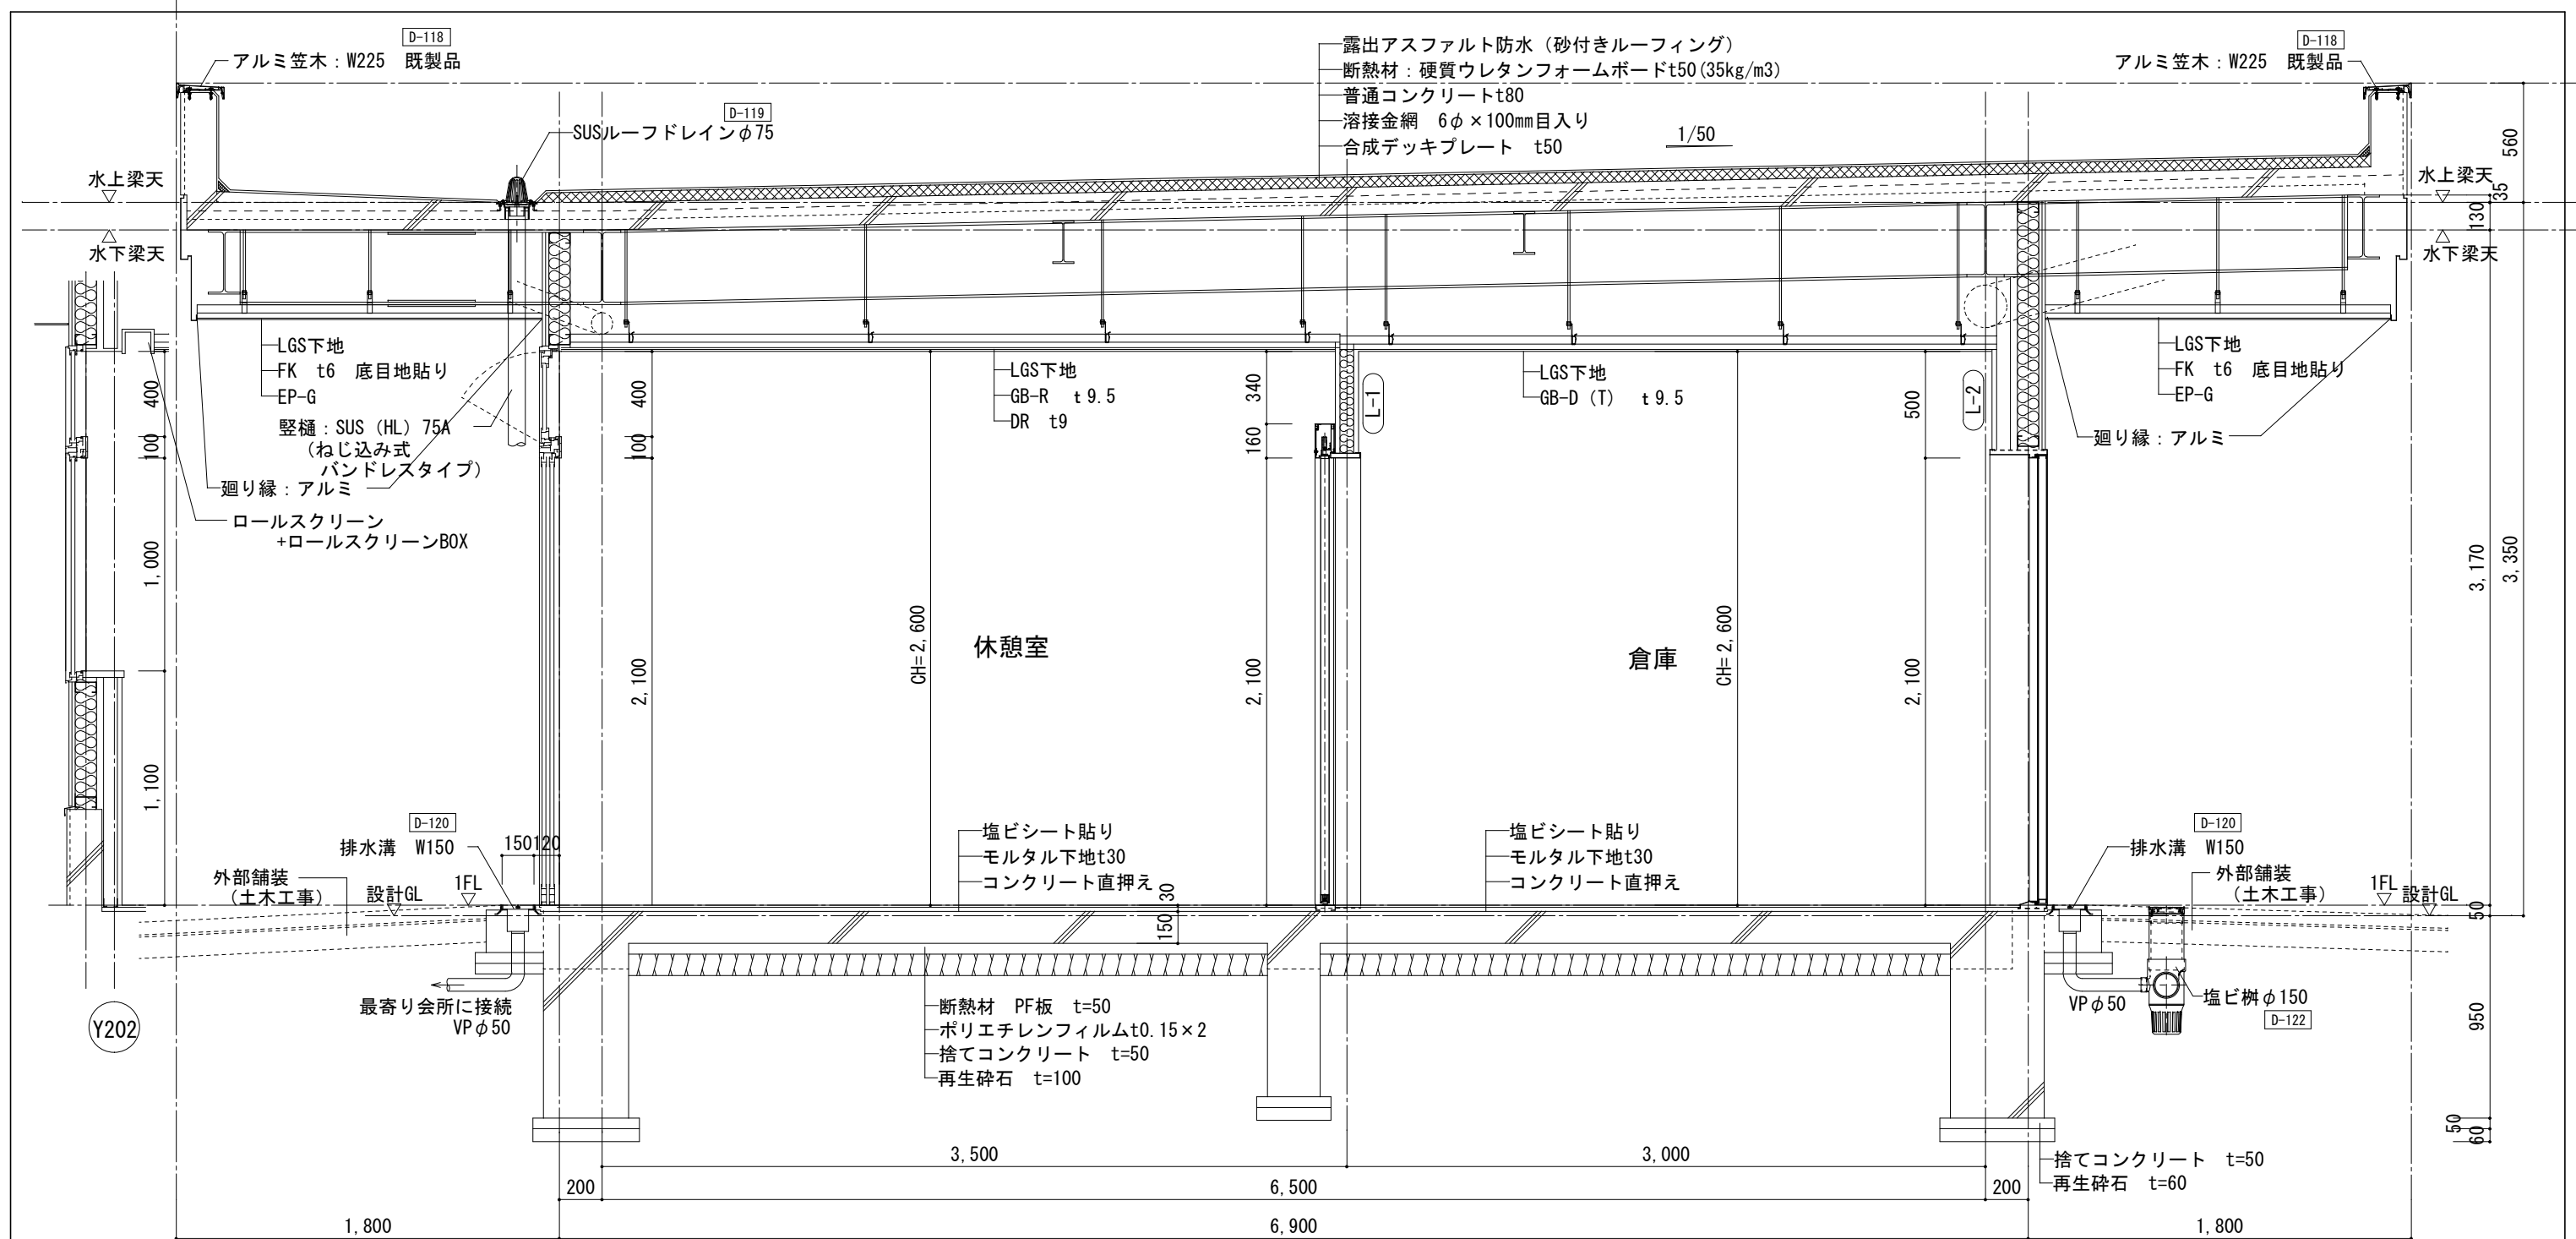 D-118
アルミ笠木：W225　既製品
D-119
SUSルーフドレインφ75
露出アスファルト防水（砂付きルーフィング）
断熱材：硬質ウレタンフォームボードt50(35kg/m3)
普通コンクリートt80
溶接金網　6φ×100㎜目入り
合成デッキプレート　t50
1/50
D-118
アルミ笠木：W225　既製品
560
水上梁天
水下梁天
水上梁天
35
130
水下梁天
LGS下地
FK　t6　底目地貼り
EP-G
竪樋：SUS（HL）75A
（ねじ込み式
バンドレスタイプ）
廻り縁：アルミ
ロールスクリーン
+ロールスクリーンBOX
400
100
1,000
1,100
400
100
2,100
LGS下地
GB-R　t9.5
DR　t9
CH=2,600
休憩室
340
160
2,100
L-1
LGS下地
GB-D（T）　t9.5
CH=2,600
倉庫
500
2,100
L-2
LGS下地
FK　t6　底目地貼り
EP-G
廻り縁：アルミ
3,170
3,350
D-120
排水溝　W150
150
120
外部舗装
（土木工事）
設計GL
1FL
塩ビシート貼り
モルタル下地t30
コンクリート直押え
30
150
塩ビシート貼り
モルタル下地t30
コンクリート直押え
D-120
排水溝　W150
外部舗装
（土木工事）
1FL
設計GL
50
最寄り会所に接続
VPφ50
Y202
断熱材　PF板　t=50
ポリエチレンフィルムt0.15×2
捨てコンクリート　t=50
再生砕石　t=100
VPφ50
塩ビ桝φ150
D-122
950
50
60
捨てコンクリート　t=50
再生砕石　t=60
3,500
3,000
200
6,500
200
1,800
6,900
1,800